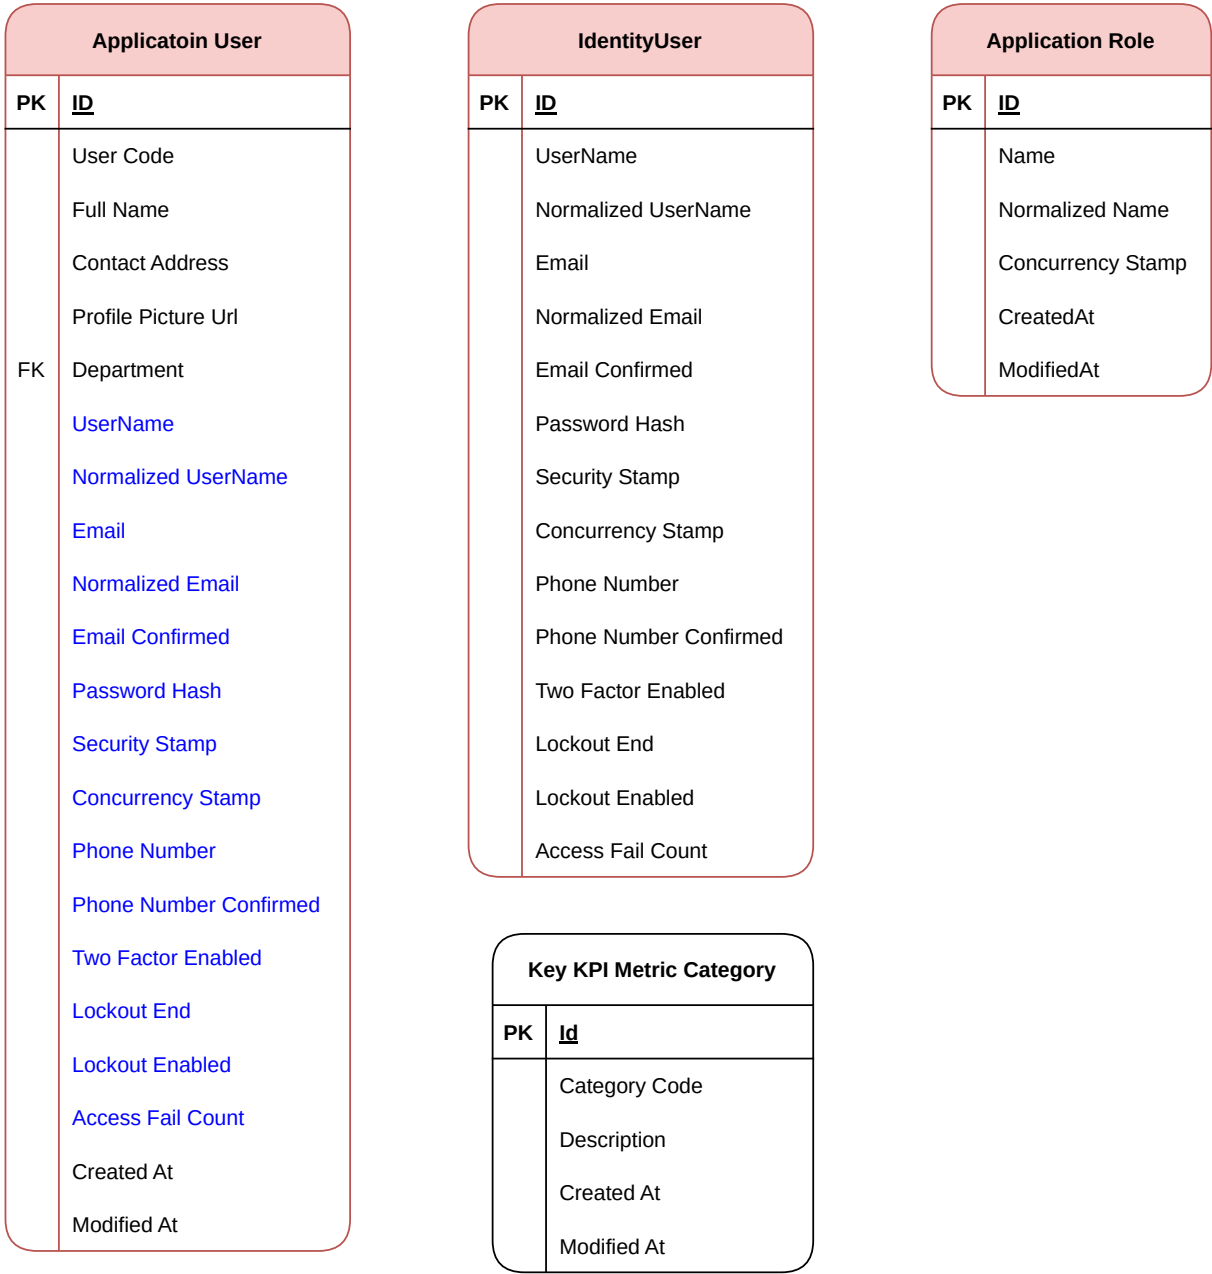 Applicatoin User
PK ID
User Code
Full Name
Contact Address
Profile Picture Url
FK Department
UserName
Normalized UserName
Email
Normalized Email
Email Confirmed
Password Hash
Security Stamp
Concurrency Stamp
Phone Number
Phone Number Confirmed
Two Factor Enabled
Lockout End
Lockout Enabled
Access Fail Count
Created At
Modified At
IdentityUser
PK ID
UserName
Normalized UserName
Email
Normalized Email
Email Confirmed
Password Hash
Security Stamp
Concurrency Stamp
Phone Number
Phone Number Confirmed
Two Factor Enabled
Lockout End
Lockout Enabled
Access Fail Count
Key KPI Metric Category
PK Id
Category Code
Description
Created At
Modified At
Application Role
PK ID
Name
Normalized Name
Concurrency Stamp
CreatedAt
ModifiedAt